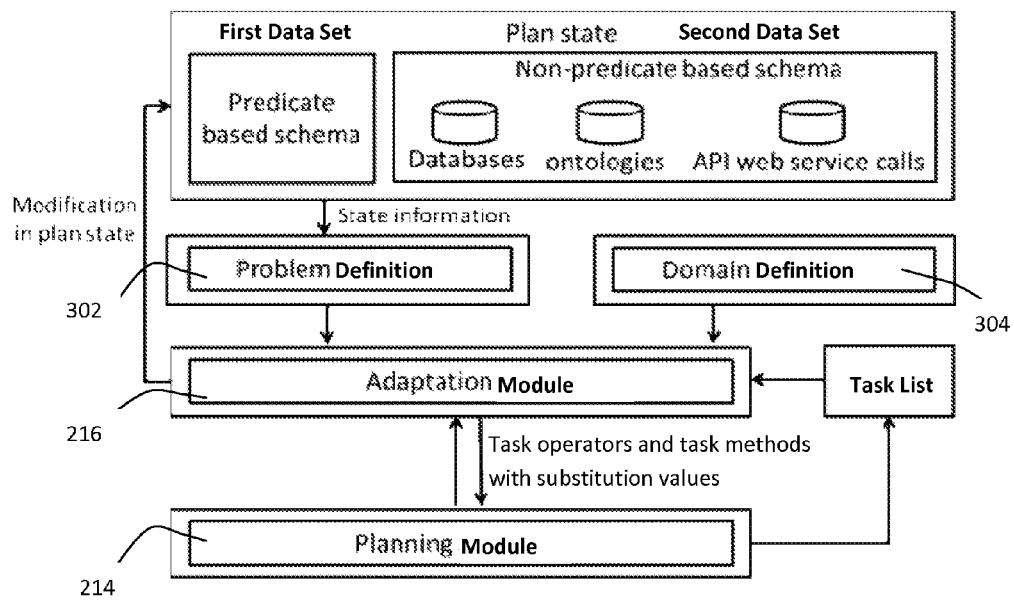 First Data Set
Plan state
Second Data Set
Predicate
based schema
Non-predicate based schema
Databases
ontologies
API web service calls
Modification
in plan state
State information
Problem Definition
Domain Definition
302
304
Adaptation Module
Task List
216
Task operators and task methods
with substitution values
Planning Module
214